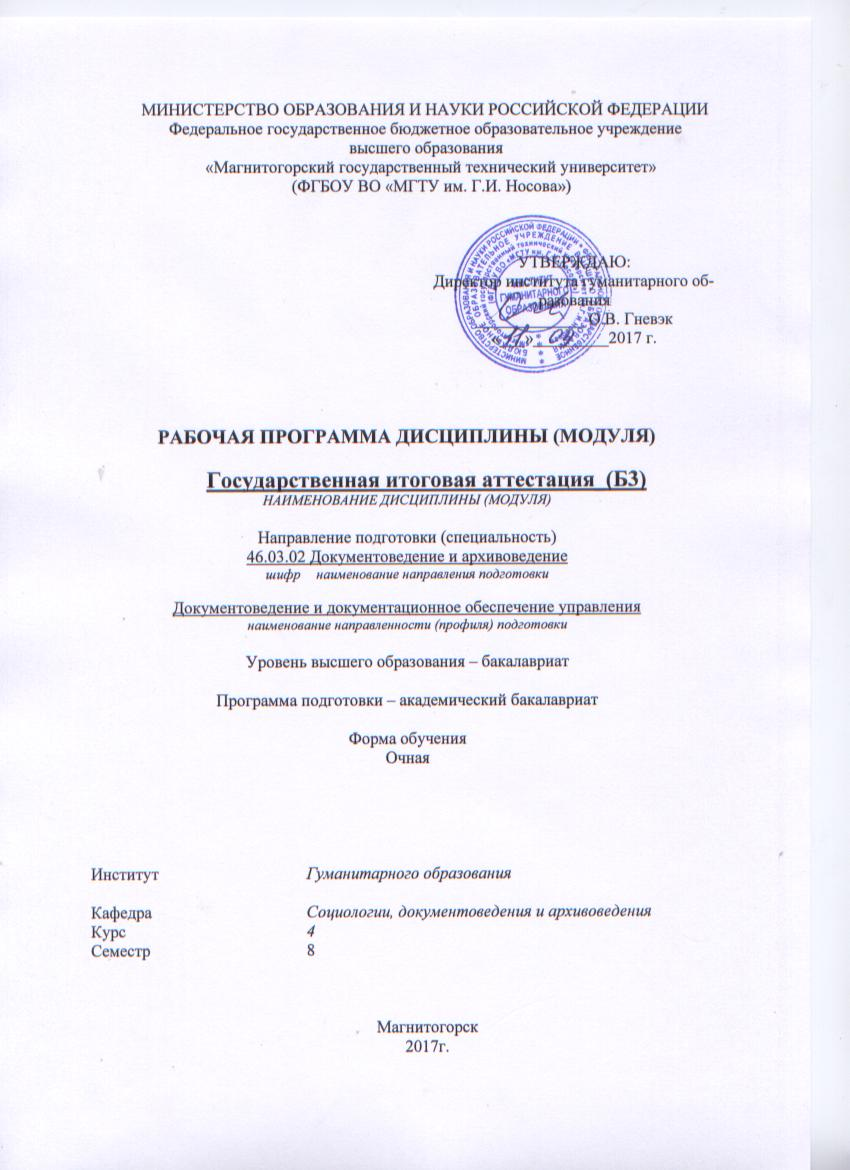 МИНИСТЕРСТВО ОБРАЗОВАНИЯ И НАУКИ РОССИЙСКОЙ ФЕДЕРАЦИИ
Федеральное государственное бюджетное образовательное учреждение
высшего образования
«Магнитогорский государственный технический университет»
(ФГБОУ ВО «МГТУ им. Г.И. Носова»)
УТВЕРЖДАЮ:
Директор института гуманитарного об-
разования
О.В. Гневэк
2017 г.
РАБОЧАЯ ПРОГРАММА ДИСЦИПЛИНЫ (МОДУЛЯ)
Государственная итоговая аттестация (Б3)
НАИМЕНОВАНИЕ ДИСЦИПЛИНЫ (МОДУЛЯ)
Направление подготовки (специальность)
46.03.02 Документоведение и архивоведение
шифр наименование направления подготовки
Документоведение и документационное обеспечение управления
наименование направленности (профиля) подготовки
Уровень высшего образования – бакалавриат
Программа подготовки – академический бакалавриат
Форма обучения
Очная
Институт Гуманитарного образования
Кафедра Социологии, документоведения и архивоведения
Курс 4
Семестр 8
Магнитогорск
2017г.